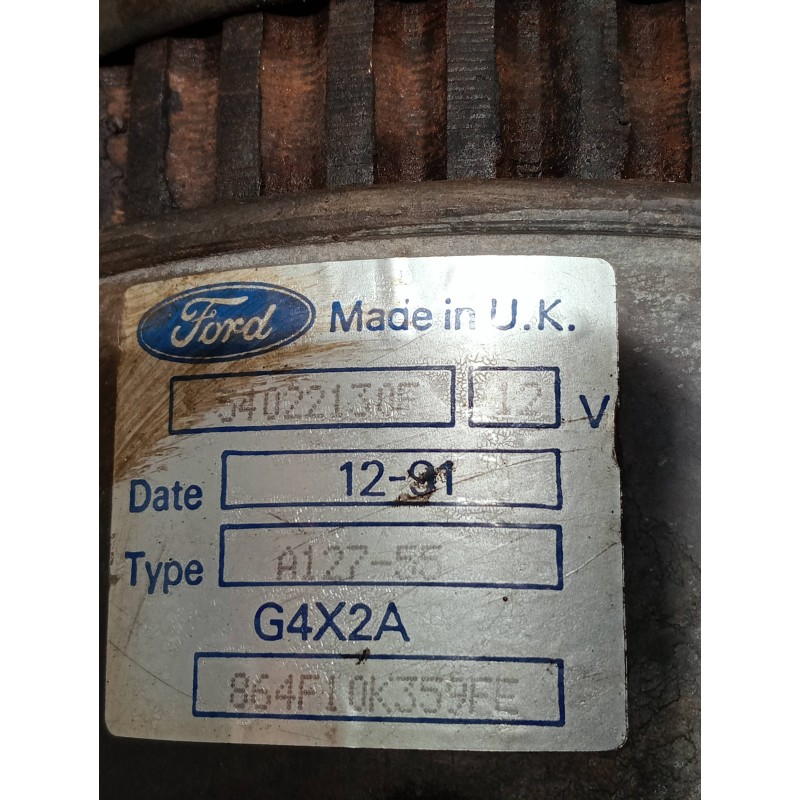 Ford Made in U.K.
54022130F 12 V
Date 12-91
Type A127-55
G4X2A
864F10K359FE